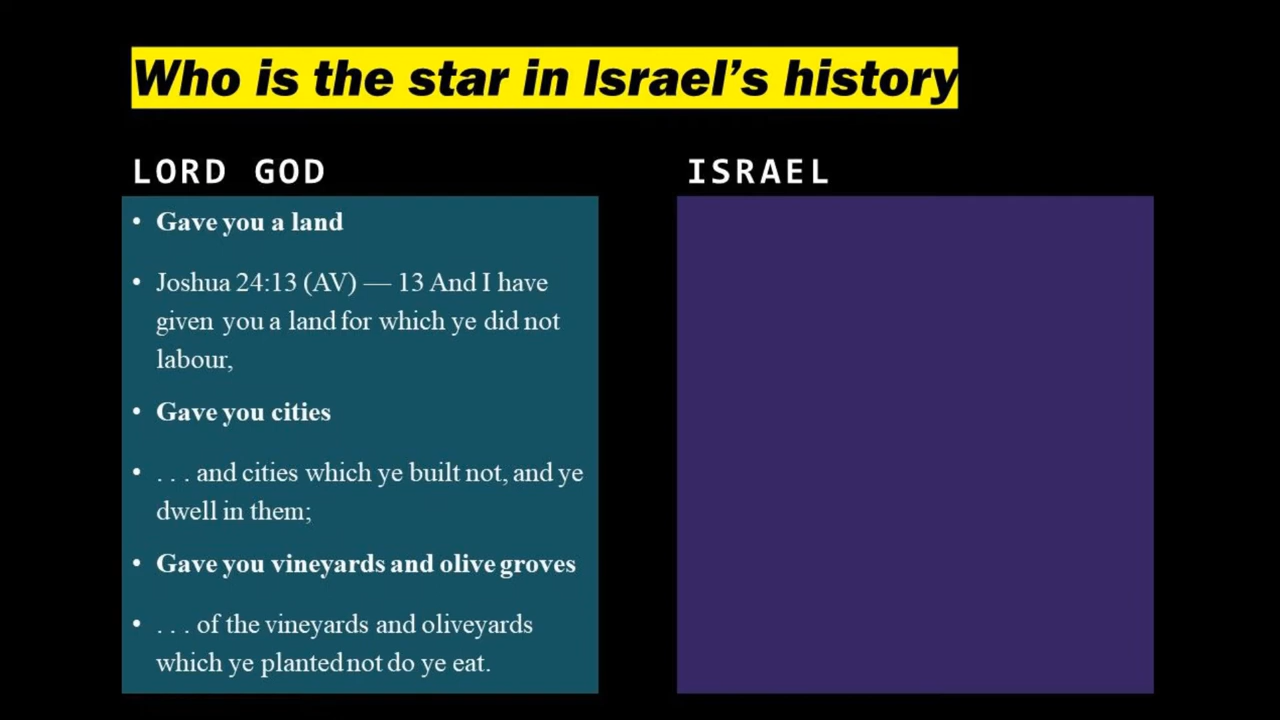 Who is the star in Israel’s history
LORD GOD
• Gave you a land
• Joshua 24:13 (AV) — 13 And I have
given you a land for which ye did not
labour,
• Gave you cities
• . . . and cities which ye built not, and ye
dwell in them;
• Gave you vineyards and olive groves
• . . . of the vineyards and oliveyards
which ye planted not do ye eat.
ISRAEL